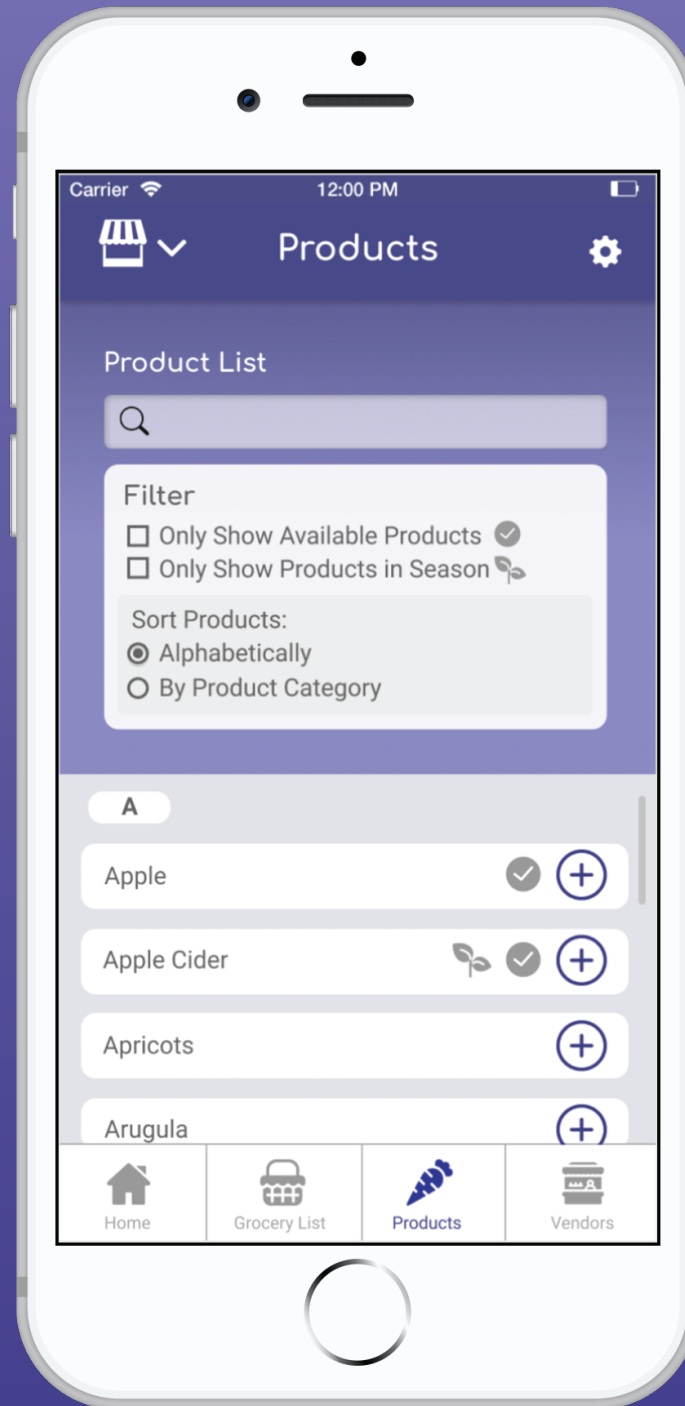 Carrier 12:00 PM
Products
Product List
Filter
Only Show Available Products
Only Show Products in Season
Sort Products:
Alphabetically
By Product Category
A
Apple
Apple Cider
Apricots
Arugula
Home Grocery List Products Vendors